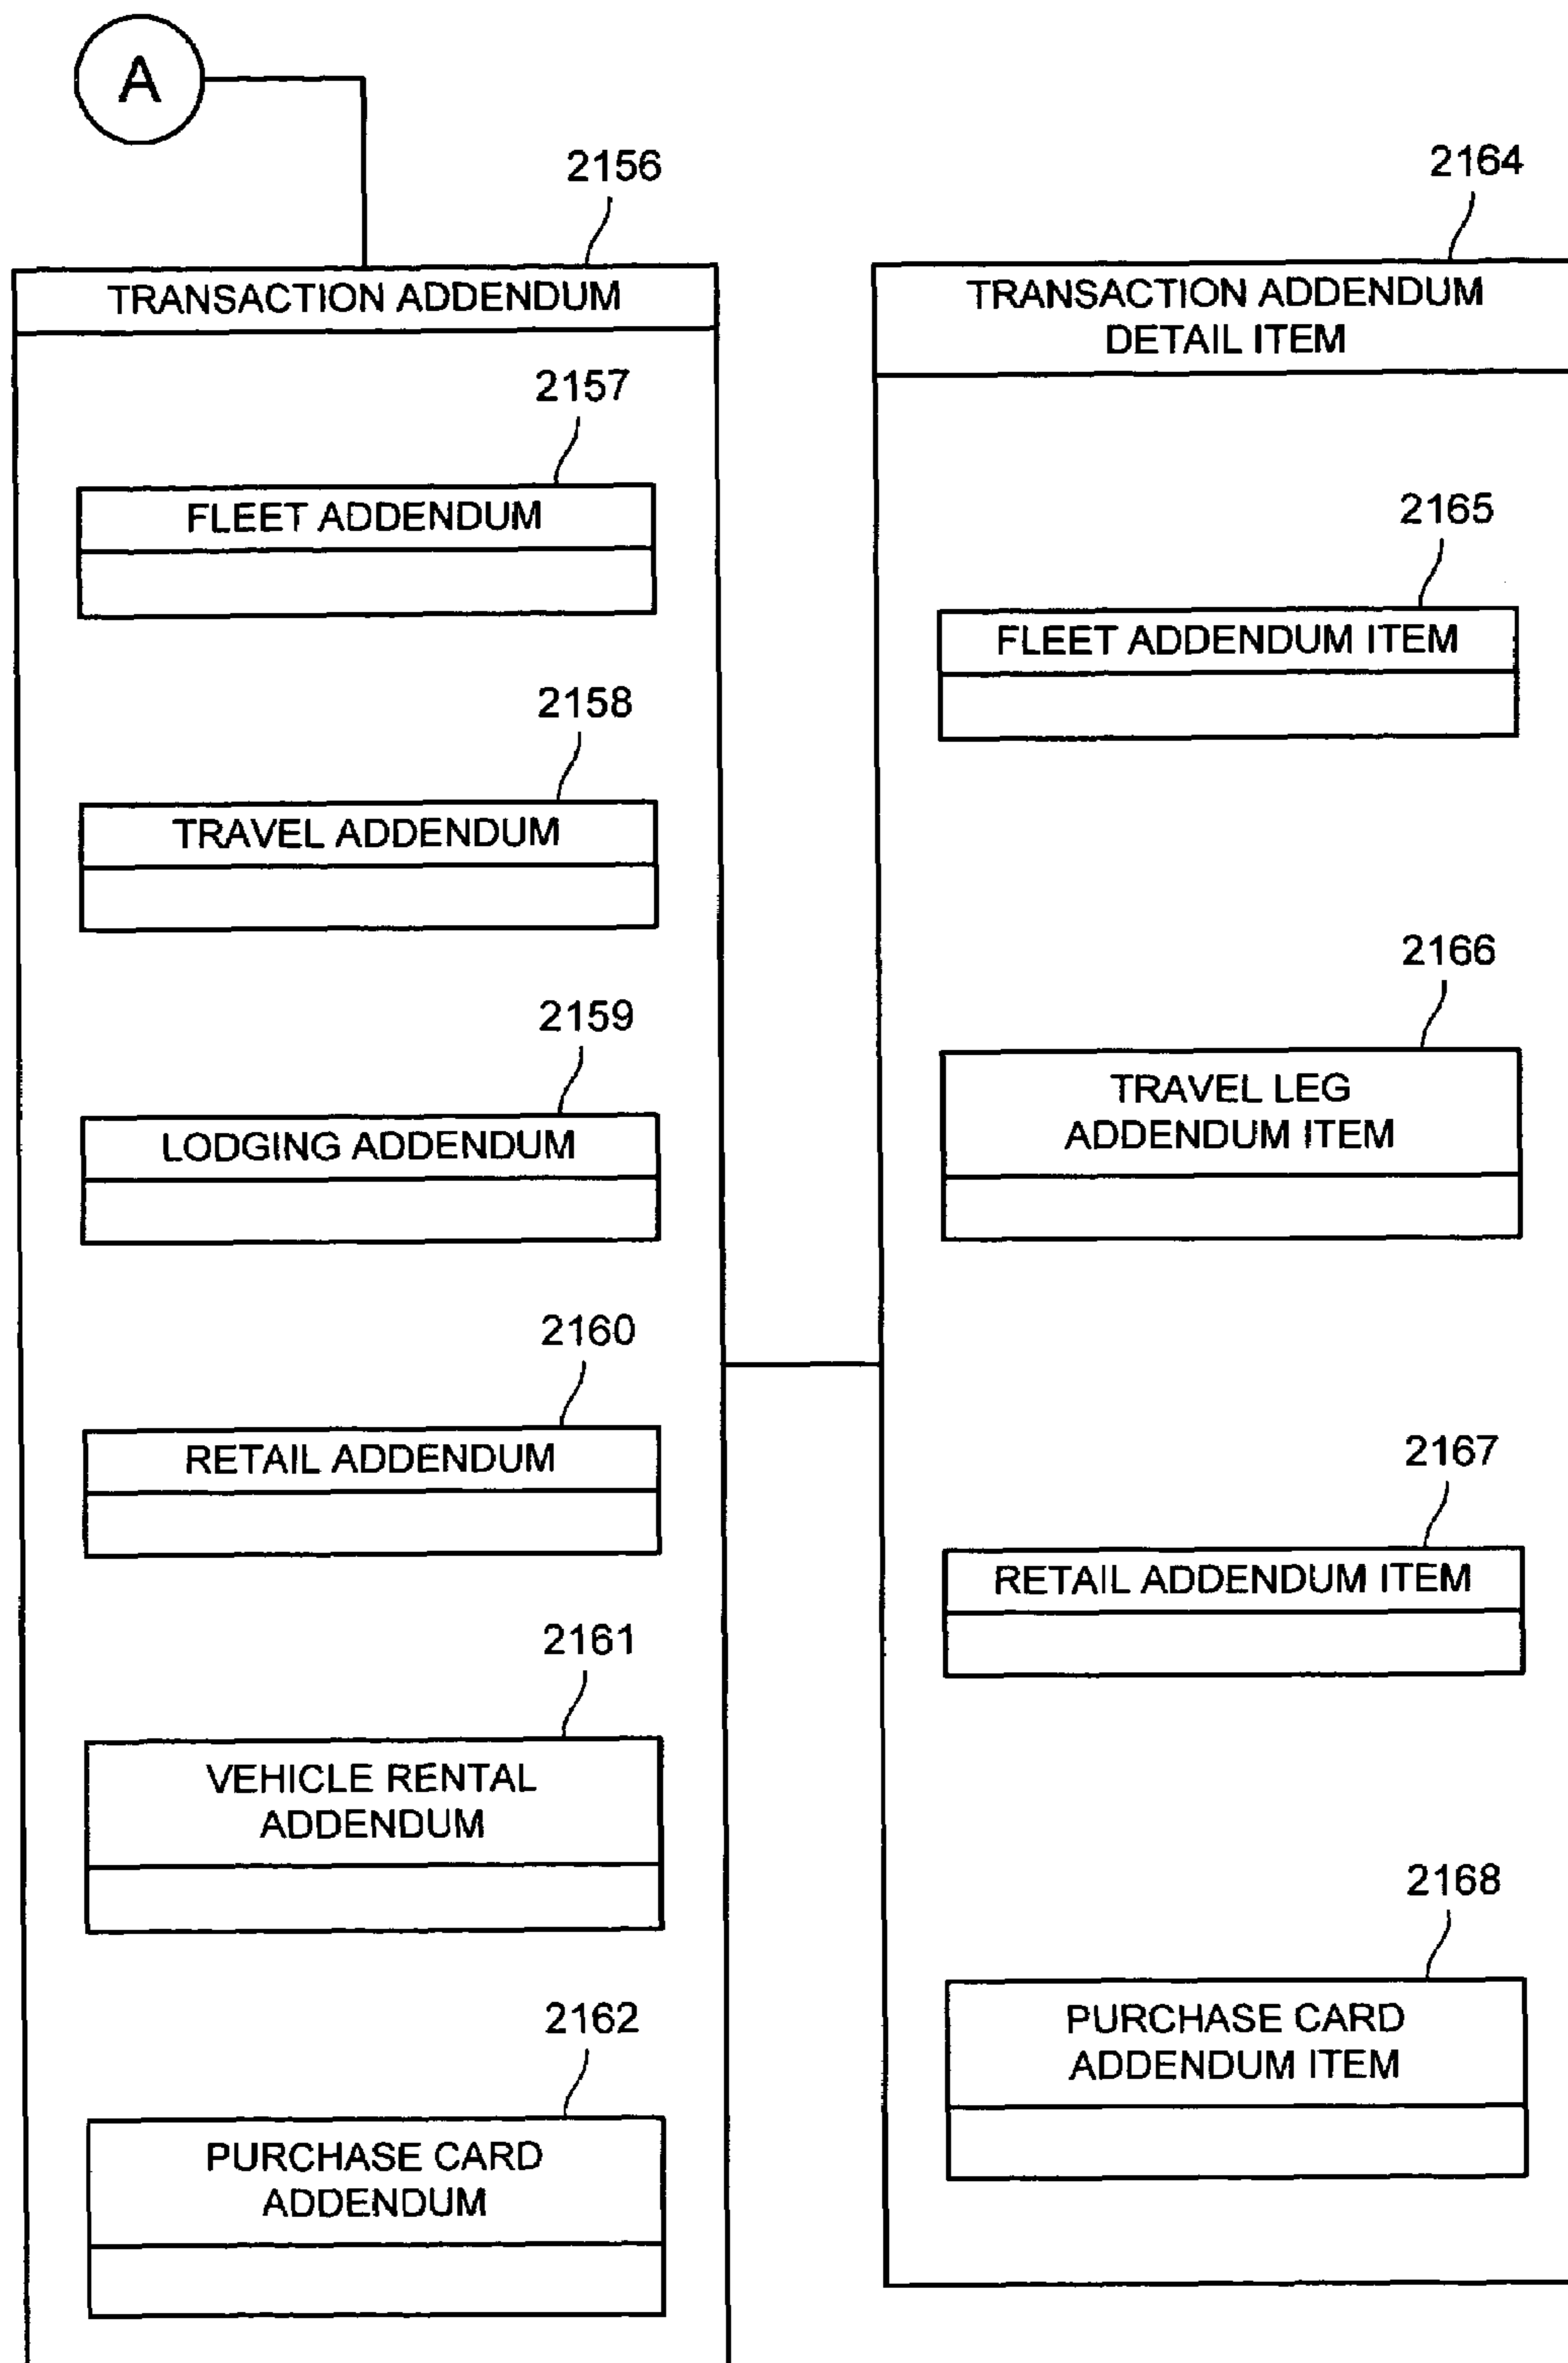 A
2156
TRANSACTION ADDENDUM
2157
FLEET ADDENDUM
2158
TRAVEL ADDENDUM
2159
LODGING ADDENDUM
2160
RETAIL ADDENDUM
2161
VEHICLE RENTAL
ADDENDUM
2162
PURCHASE CARD
ADDENDUM
2164
TRANSACTION ADDENDUM
DETAIL ITEM
2165
FLEET ADDENDUM ITEM
2166
TRAVEL LEG
ADDENDUM ITEM
2167
RETAIL ADDENDUM ITEM
2168
PURCHASE CARD
ADDENDUM ITEM